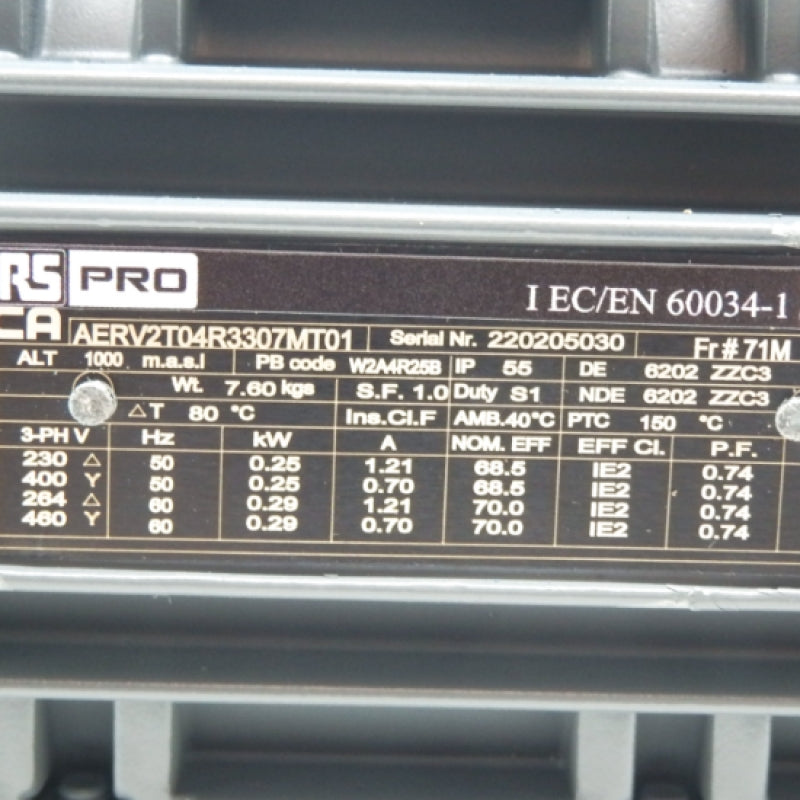 RS PRO
IEC/EN 60034-1
CA AERV2T04R3307MT01 Serial Nr. 220205030 Fr# 71M
ALT 1000 m.a.s.l PB code W2A4R25B IP 55 DE 6202 ZZC3
Wt. 7.60 kgs S.F. 1.0 Duty S1 NDE 6202 ZZC3
△T 80 °C Ins.Cl.F AMB.40°C PTC 150 °C
3-PH V Hz kW A NOM. EFF EFF Cl. P.F.
230 △ 50 0.25 1.21 68.5 IE2 0.74
400 Y 50 0.25 0.70 68.5 IE2 0.74
264 △ 60 0.29 1.21 70.0 IE2 0.74
460 Y 60 0.29 0.70 70.0 IE2 0.74